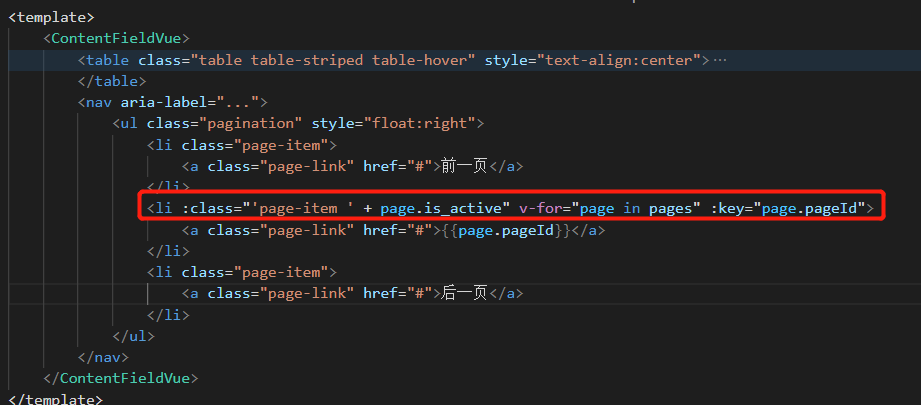 <template>
<ContentFieldVue>
<table class="table table-striped table-hover" style="text-align:center">…
</table>
<nav aria-label="...">
<ul class="pagination" style="float:right">
<li class="page-item">
<a class="page-link" href="#">前一页</a>
</li>
<li :class="'page-item ' + page.is_active" v-for="page in pages" :key="page.pageId">
<a class="page-link" href="#">{{page.pageId}}</a>
</li>
<li class="page-item">
<a class="page-link" href="#">后一页</a>
</li>
</ul>
</nav>
</ContentFieldVue>
</template>